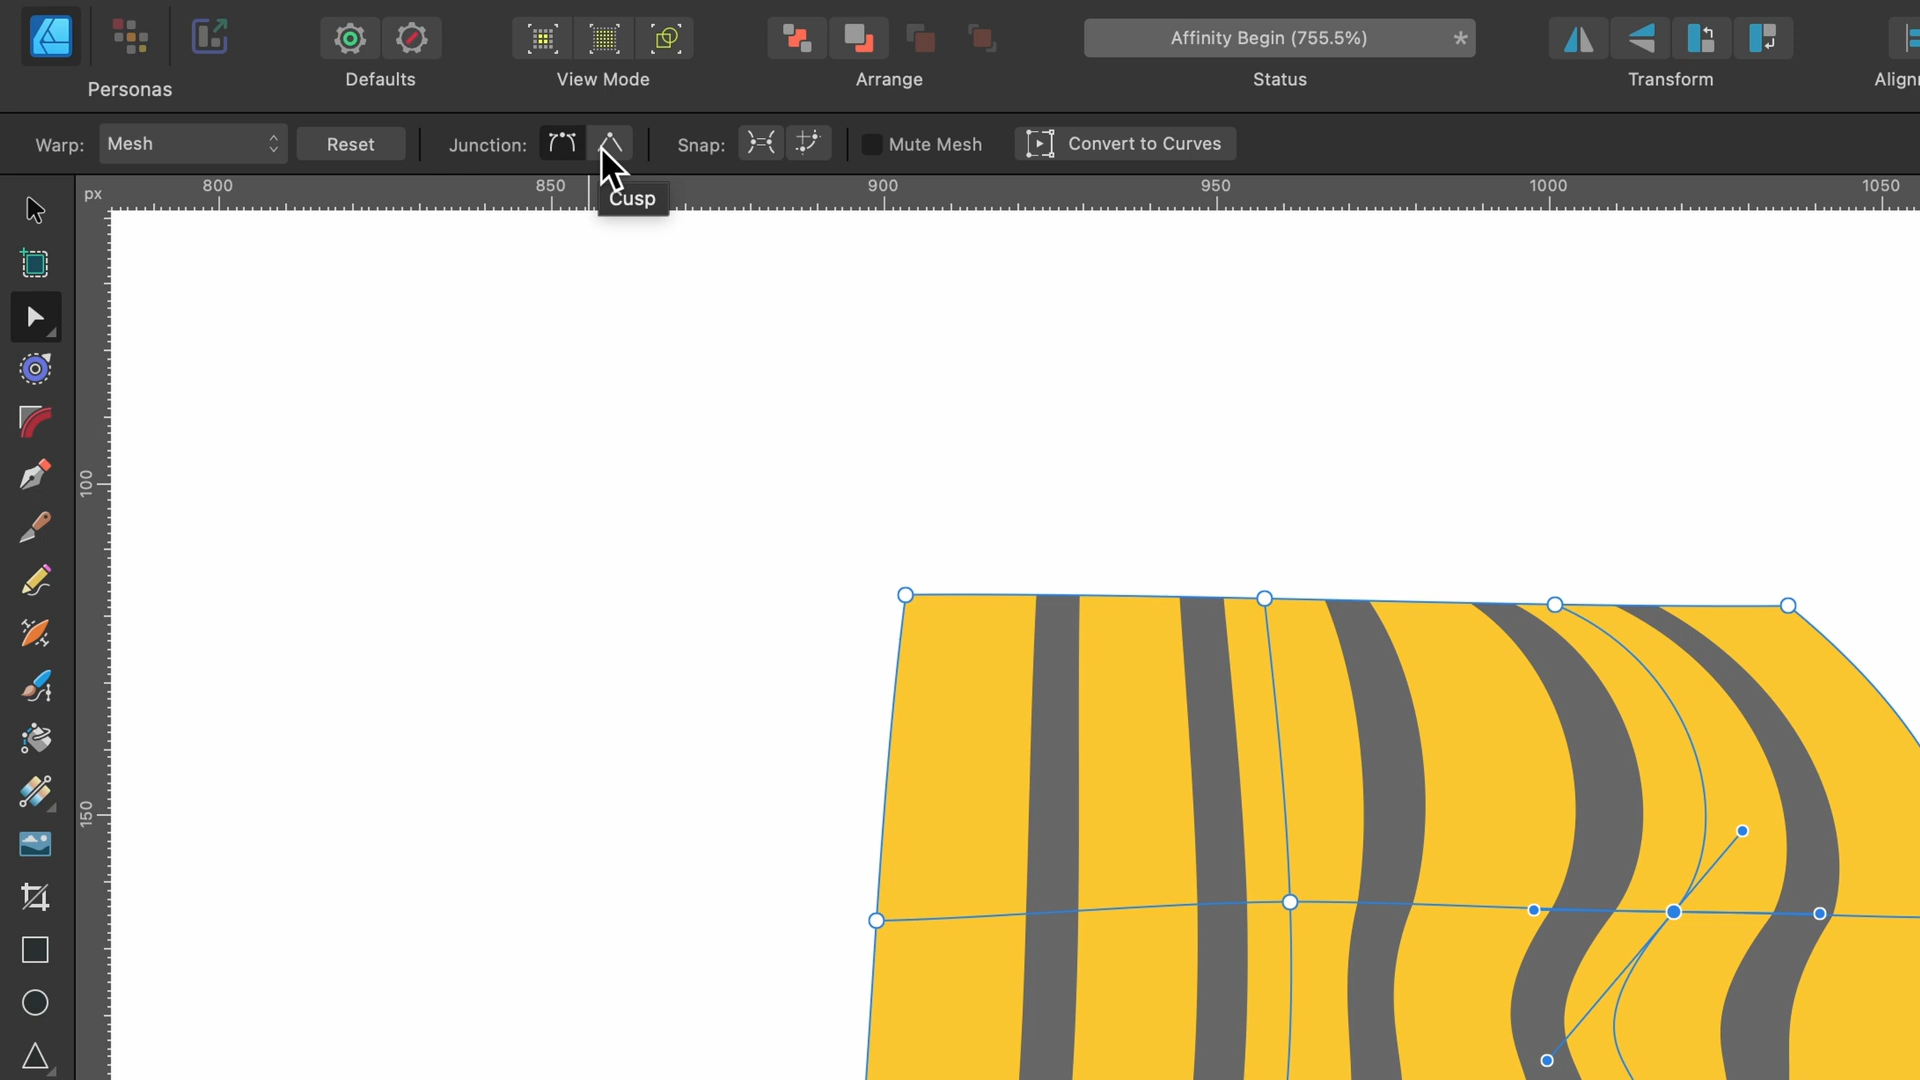 Affinity Begin (755.5%) *
Personas
Defaults
View Mode
Arrange
Status
Transform
Alignm
Warp: Mesh Reset Junction: Snap: Mute Mesh Convert to Curves
px 800 850 900 950 1000 1050
Cusp
100
150